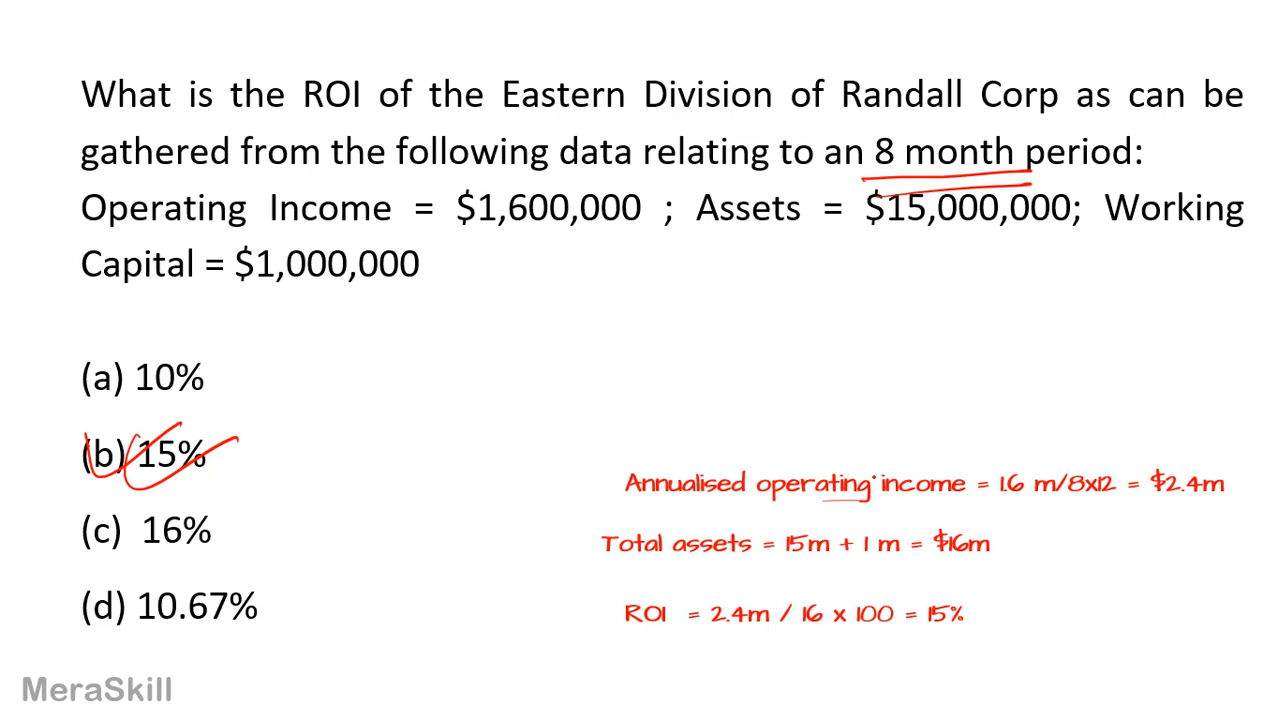 What is the ROI of the Eastern Division of Randall Corp as can be
gathered from the following data relating to an 8 month period:
Operating Income = $1,600,000 ; Assets = $15,000,000; Working
Capital = $1,000,000
(a) 10%
(b) 15%
(c) 16%
(d) 10.67%
Annualised operating income = 1.6 m/8x12 = $2.4m
Total assets = 15m + 1 m = $16m
ROI = 2.4m / 16 x 100 = 15%
MeraSkill